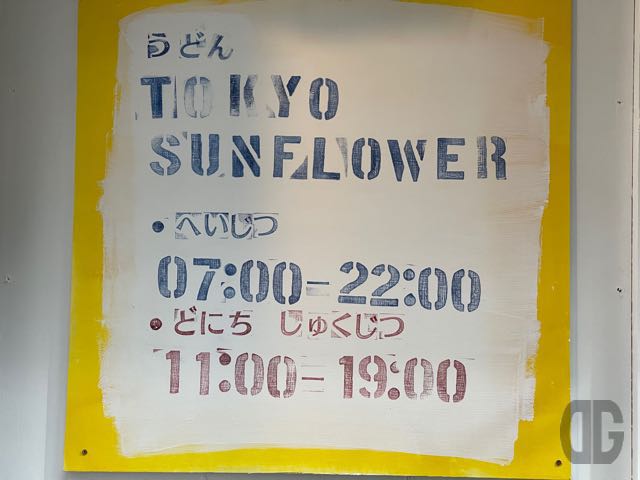 うどん
TOKYO
SUNFLOWER
・へいじつ
07:00-22:00
・どにち じゅくじつ
11:00-19:00
DG